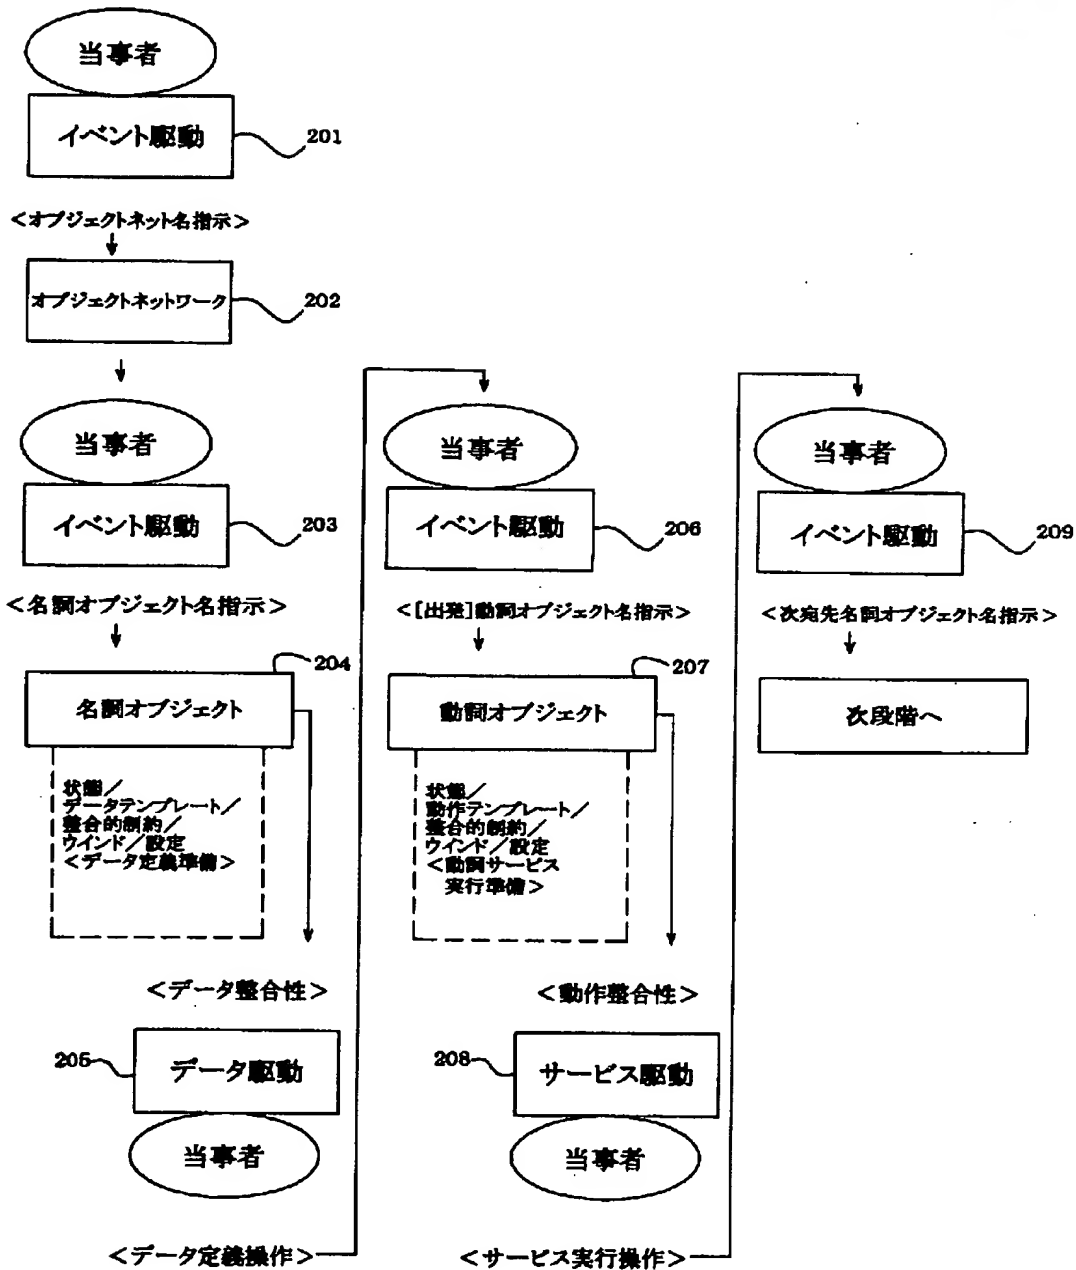 当事者
イベント駆動
201
＜オブジェクトネット名指示＞
オブジェクトネットワーク
202
当事者
イベント駆動
203
＜名詞オブジェクト名指示＞
204
名詞オブジェクト
状態／
データテンプレート／
整合的制約／
ウインド／設定
＜データ定義準備＞
＜データ整合性＞
205
データ駆動
当事者
＜データ定義操作＞
当事者
イベント駆動
206
＜[出発]動詞オブジェクト名指示＞
207
動詞オブジェクト
状態／
動作テンプレート／
整合的制約／
ウインド／設定
＜動詞サービス
実行準備＞
＜動作整合性＞
208
サービス駆動
当事者
＜サービス実行操作＞
当事者
イベント駆動
209
＜次宛先名詞オブジェクト名指示＞
次段階へ